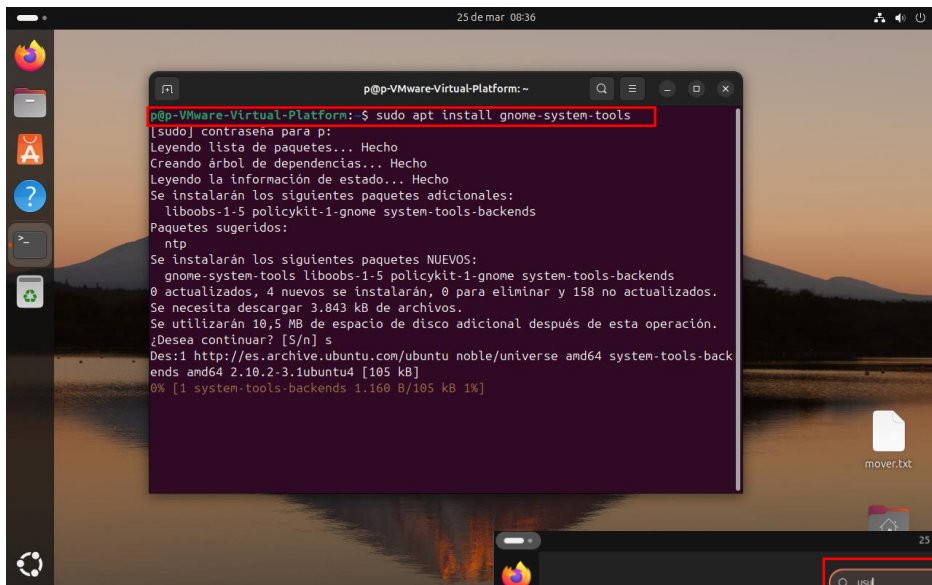 25 de mar 08:36
p@p-VMware-Virtual-Platform: ~
p@p-VMware-Virtual-Platform:~$ sudo apt install gnome-system-tools
[sudo] contraseña para p:
Leyendo lista de paquetes... Hecho
Creando árbol de dependencias... Hecho
Leyendo la información de estado... Hecho
Se instalarán los siguientes paquetes adicionales:
liboobs-1-5 policykit-1-gnome system-tools-backends
Paquetes sugeridos:
ntp
Se instalarán los siguientes paquetes NUEVOS:
gnome-system-tools liboobs-1-5 policykit-1-gnome system-tools-backends
0 actualizados, 4 nuevos se instalarán, 0 para eliminar y 158 no actualizados.
Se necesita descargar 3.843 kB de archivos.
Se utilizarán 10,5 MB de espacio de disco adicional después de esta operación.
¿Desea continuar? [S/n] s
Des:1 http://es.archive.ubuntu.com/ubuntu noble/universe amd64 system-tools-back
ends amd64 2.10.2-3.1ubuntu4 [105 kB]
0% [1 system-tools-backends 1.160 B/105 kB 1%]
mover.txt
25
usu